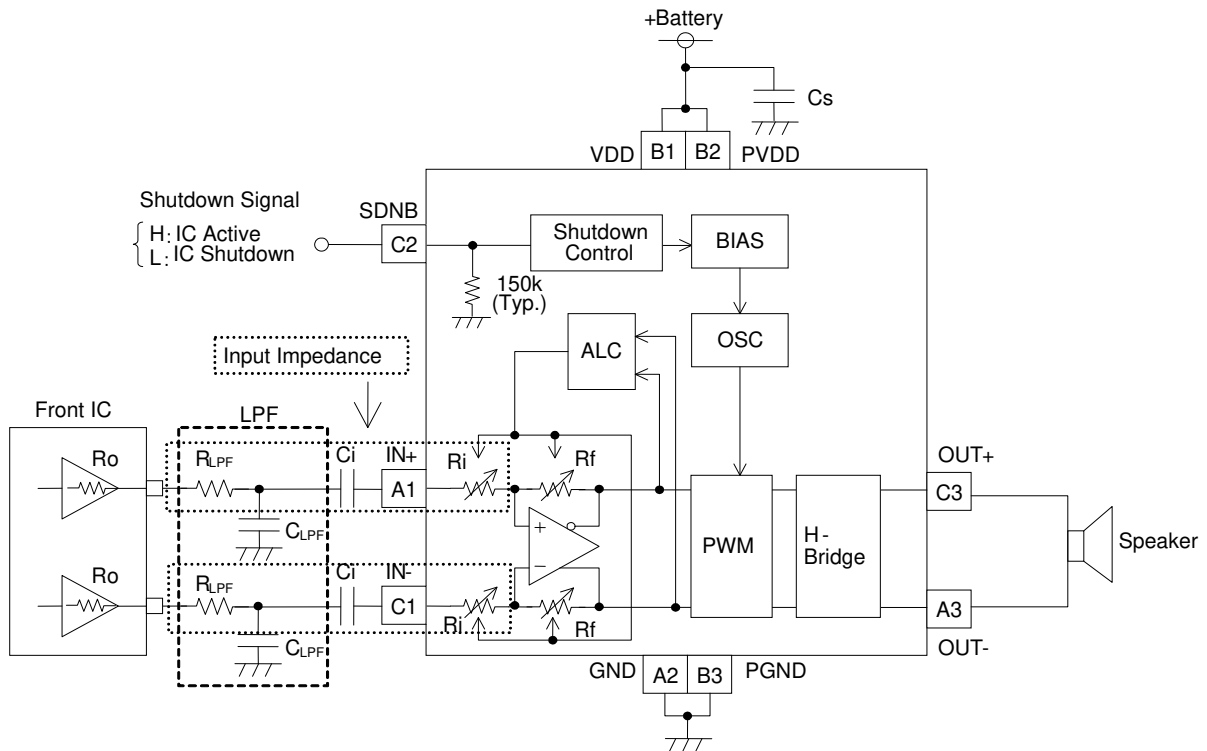 +Battery
Cs
VDD B1 B2 PVDD
Shutdown Signal
H: IC Active
L: IC Shutdown
SDNB
C2
Shutdown
Control
BIAS
150k
(Typ.)
OSC
ALC
Input Impedance
Front IC
LPF
Ro
RLPF
Ci
IN+
A1
Ri
Rf
CLPF
+
−
PWM
H-
Bridge
OUT+
C3
Speaker
Ro
RLPF
Ci
IN-
C1
Ri
Rf
CLPF
A3
OUT-
GND A2 B3 PGND